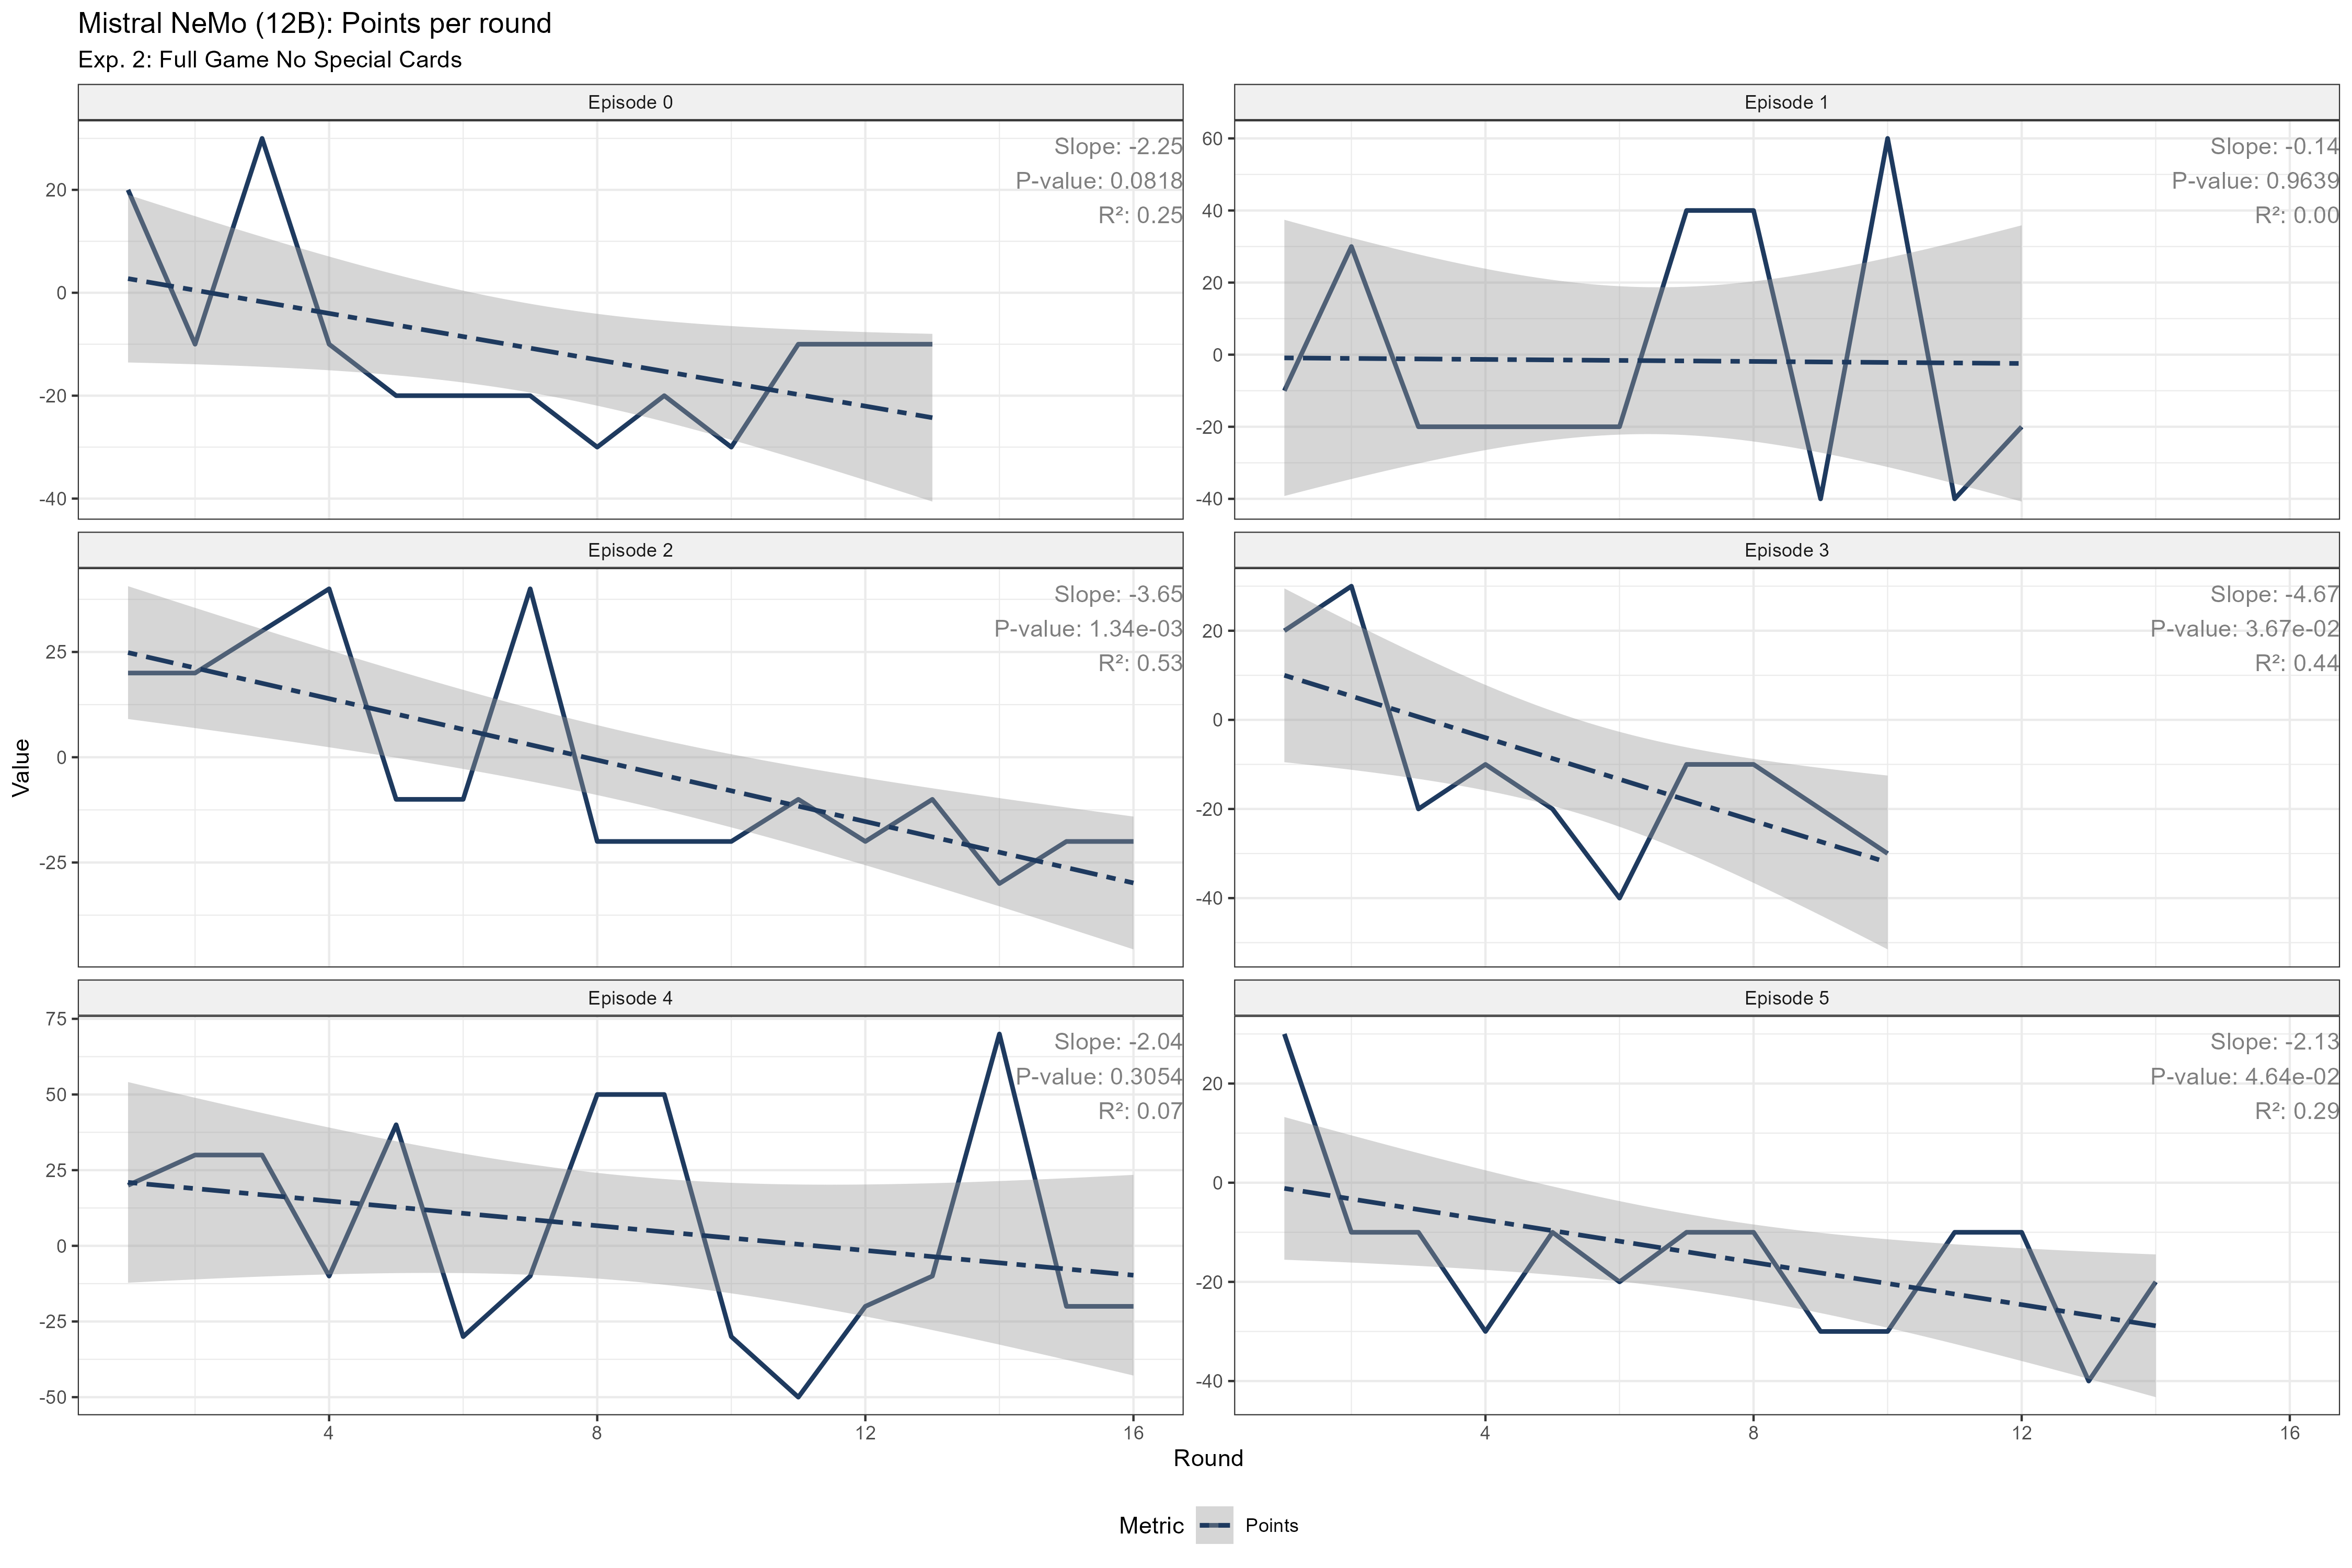 Mistral NeMo (12B): Points per round
Exp. 2: Full Game No Special Cards
Episode 0
Slope: -2.25
P-value: 0.0818
R²: 0.25
20
0
-20
-40
Episode 1
Slope: -0.14
P-value: 0.9639
R²: 0.00
60
40
20
0
-20
-40
Episode 2
Slope: -3.65
P-value: 1.34e-03
R²: 0.53
25
0
-25
Episode 3
Slope: -4.67
P-value: 3.67e-02
R²: 0.44
20
0
-20
-40
Value
Episode 4
Slope: -2.04
P-value: 0.3054
R²: 0.07
75
50
25
0
-25
-50
4 8 12 16
Episode 5
Slope: -2.13
P-value: 4.64e-02
R²: 0.29
20
0
-20
-40
4 8 12 16
Round
Metric Points